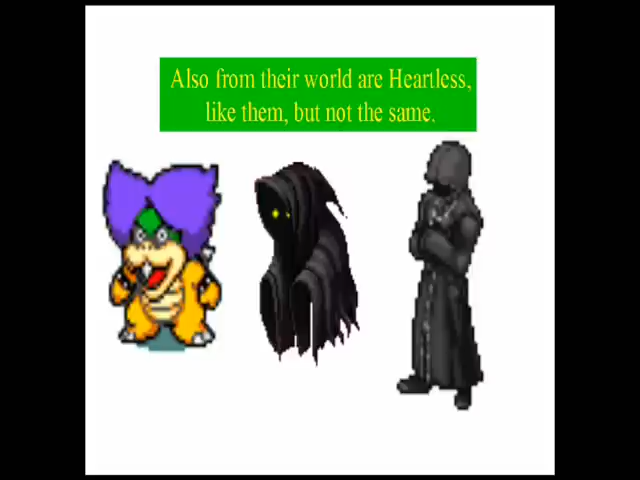 Also from their world are Heartless,
like them, but not the same.